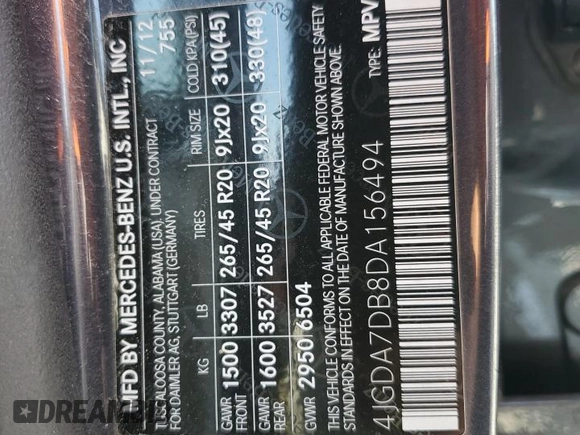 MFD BY MERCEDES-BENZ U.S. INTL., INC
TUSCALOOSA COUNTY, ALABAMA (USA) UNDER CONTRACT
FOR DAIMLER AG, STUTTGART (GERMANY)
11/12
755
KG LB TIRES RIM SIZE COLD KPA(PSI)
GAWR FRONT 1500 3307 265/45 R20 9Jx20 310(45)
GAWR REAR 1600 3527 265/45 R20 9Jx20 330(48)
GVWR 2950 6504
THIS VEHICLE CONFORMS TO ALL APPLICABLE FEDERAL MOTOR VEHICLE SAFETY
STANDARDS IN EFFECT ON THE DATE OF MANUFACTURE SHOWN ABOVE.
4JGDA7DB8DA156494 TYPE: MPV